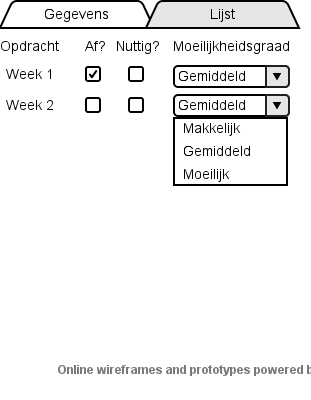 Gegevens Lijst
Opdracht Af? Nuttig? Moeilijkheidsgraad
Week 1 Gemiddeld
Week 2 Gemiddeld
Makkelijk
Gemiddeld
Moeilijk
Online wireframes and prototypes powered